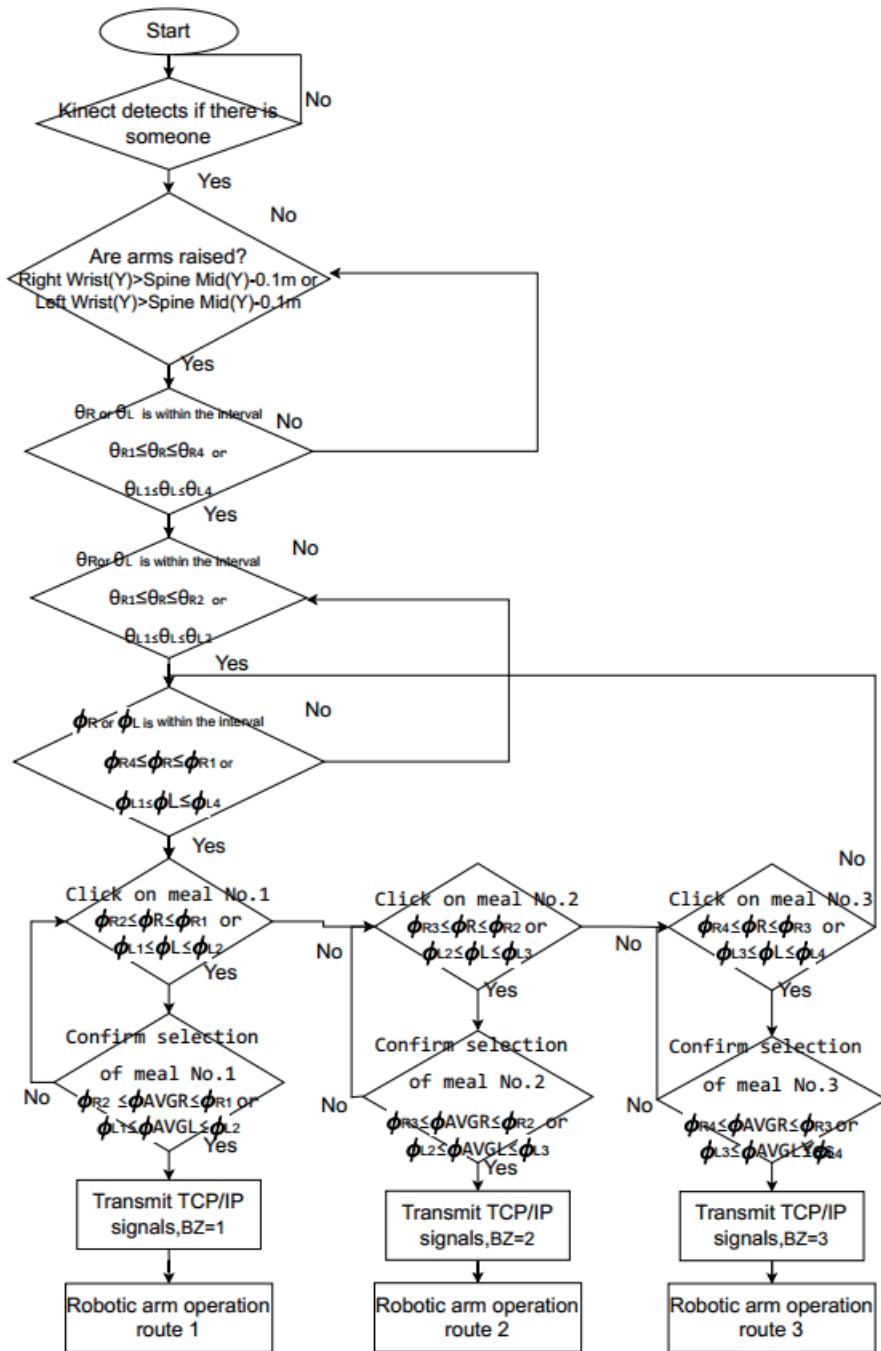 Start
No
Kinect detects if there is
someone
Yes
No
Are arms raised?
Right Wrist(Y)>Spine Mid(Y)-0.1m or
Left Wrist(Y)>Spine Mid(Y)-0.1m
Yes
θR or θL is within the interval
No
θR1≤θR≤θR4 or
θL1≤θL≤θL4
Yes
θRor θL is within the interval
No
θR1≤θR≤θR2 or
θL1≤θL≤θL2
Yes
ϕR or ϕL is within the interval
No
ϕR4≤ϕR≤ϕR1 or
ϕL1≤ϕL≤ϕL4
Yes
Click on meal No.1
ϕR2≤ϕR≤ϕR1 or
ϕL1≤ϕL≤ϕL2
Yes
No
Click on meal No.2
ϕR3≤ϕR≤ϕR2 or
ϕL2≤ϕL≤ϕL3
Yes
No
No
Click on meal No.3
ϕR4≤ϕR≤ϕR3 or
ϕL3≤ϕL≤ϕL4
Yes
Confirm selection
of meal No.1
No
ϕR2 ≤ϕAVGR≤ϕR1 or
ϕL1≤ϕAVGL≤ϕL2
Yes
Confirm selection
of meal No.2
No
ϕR3≤ϕAVGR≤ϕR2 or
ϕL2≤ϕAVGL≤ϕL3
Yes
Confirm selection
of meal No.3
No
ϕR4≤ϕAVGR≤ϕR3 or
ϕL3≤ϕAVGL≤ϕL4
Yes
Transmit TCP/IP
signals,BZ=1
Transmit TCP/IP
signals,BZ=2
Transmit TCP/IP
signals,BZ=3
Robotic arm operation
route 1
Robotic arm operation
route 2
Robotic arm operation
route 3